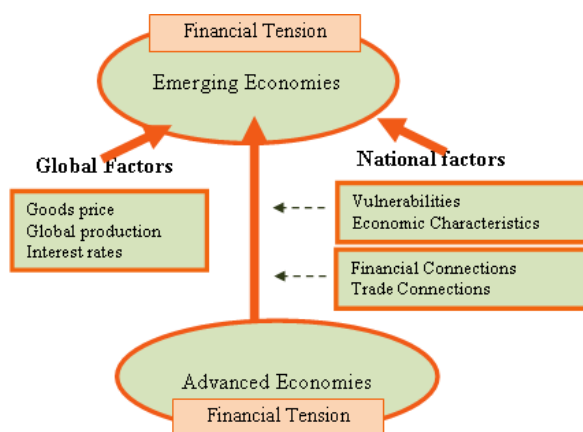 Financial Tension
Emerging Economies
Global Factors
National factors
Goods price
Global production
Interest rates
Vulnerabilities
Economic Characteristics
Financial Connections
Trade Connections
Advanced Economies
Financial Tension